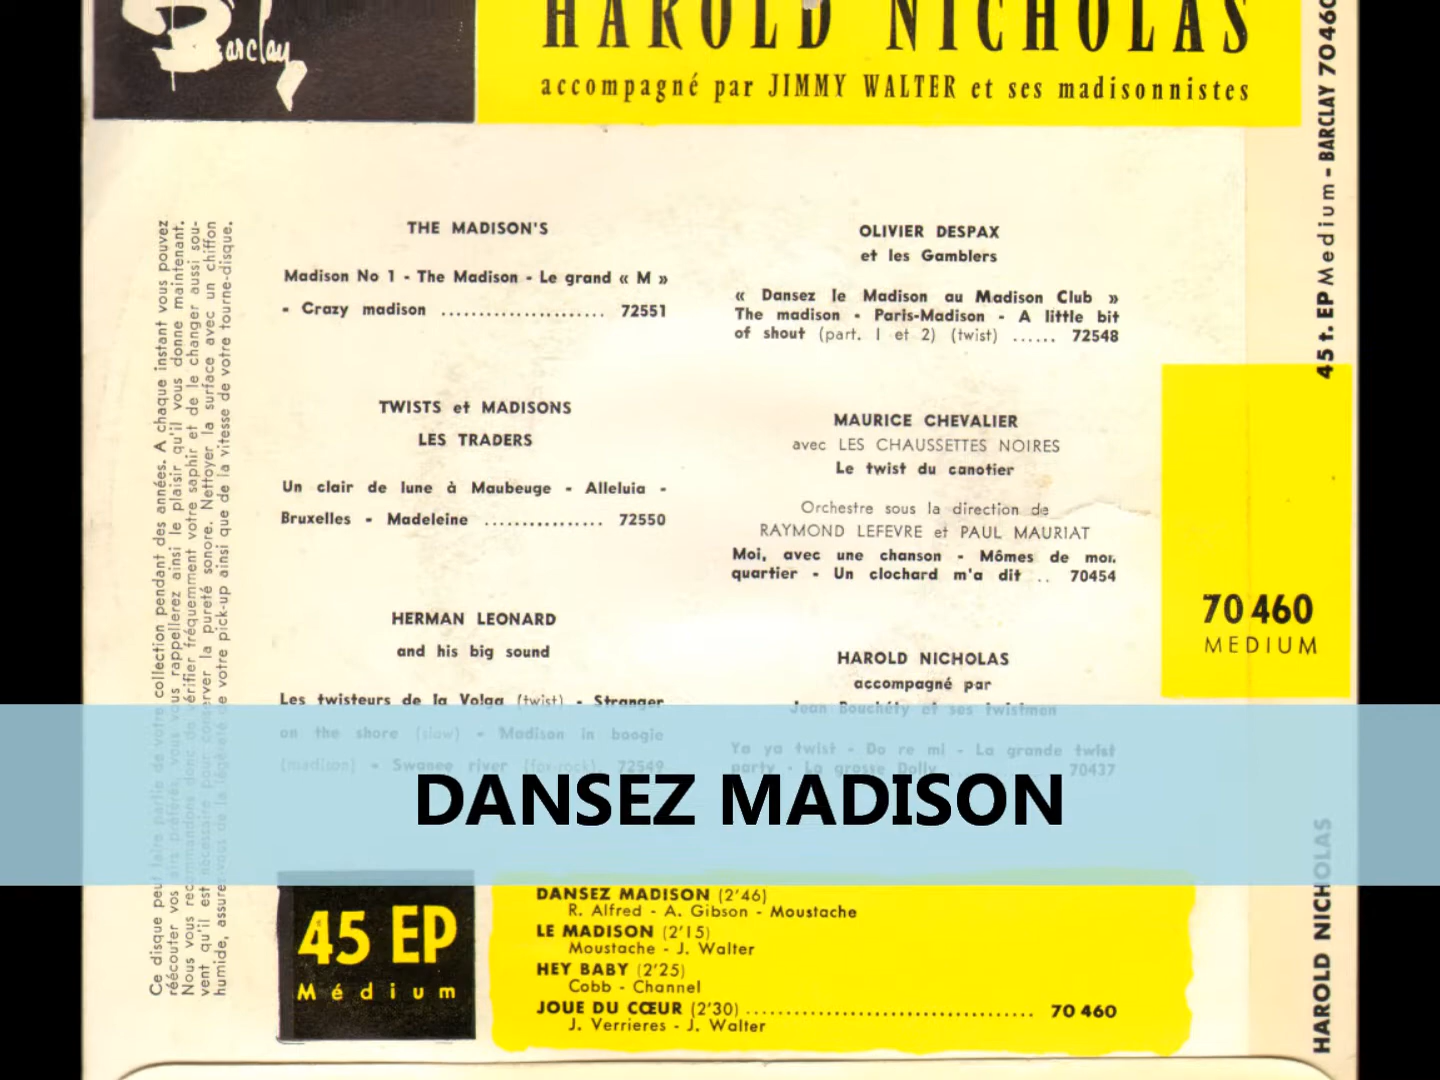 Barclay
HAROLD NICHOLAS
accompagné par JIMMY WALTER et ses madisonnistes
45 t. EP Medium - BARCLAY 70460
Ce disque peut faire partie de votre collection pendant des années. A chaque instant vous pouvez
réécouter vos airs préférés, vous vous rappellerez ainsi le plaisir qu'il vous donne maintenant.
Nous vous recommandons donc de vérifier fréquemment votre saphir et de le changer aussi sou-
vent qu'il est nécessaire pour conserver la pureté sonore. Nettoyer la surface avec un chiffon
humide, assurez-vous de la légèreté de votre pick-up ainsi que de la vitesse de votre tourne-disque.
THE MADISON'S
Madison No 1 - The Madison - Le grand « M »
- Crazy madison ...................... 72551
TWISTS et MADISONS
LES TRADERS
Un clair de lune à Maubeuge - Alleluia -
Bruxelles - Madeleine ................ 72550
HERMAN LEONARD
and his big sound
Les twisteurs de la Volga (twist) - Stranger
on the shore (slow) - Madison in boogie
(madison) - Swanee river (fox-rock). 72549
OLIVIER DESPAX
et les Gamblers
« Dansez le Madison au Madison Club »
The madison - Paris-Madison - A little bit
of shout (part. 1 et 2) (twist) ...... 72548
MAURICE CHEVALIER
avec LES CHAUSSETTES NOIRES
Le twist du canotier
Orchestre sous la direction de
RAYMOND LEFEVRE et PAUL MAURIAT
Moi, avec une chanson - Mômes de mon
quartier - Un clochard m'a dit .. 70454
HAROLD NICHOLAS
accompagné par
Jean Bouchéty et ses twistmen
Ya ya twist - Do re mi - La grande twist
party - La grosse Dolly 70437
70 460
MEDIUM
DANSEZ MADISON
45 EP
Médium
DANSEZ MADISON (2'46)
R. Alfred - A. Gibson - Moustache
LE MADISON (2'15)
Moustache - J. Walter
HEY BABY (2'25)
Cobb - Channel
JOUE DU CŒUR (2'30) ..................................... 70 460
J. Verrieres - J. Walter
HAROLD NICHOLAS